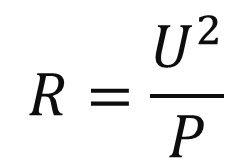 R = U² / P